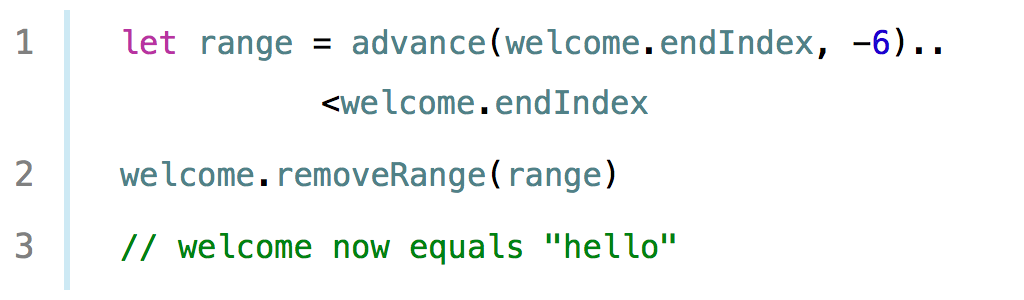 1 let range = advance(welcome.endIndex, -6)..
<welcome.endIndex
2 welcome.removeRange(range)
3 // welcome now equals "hello"